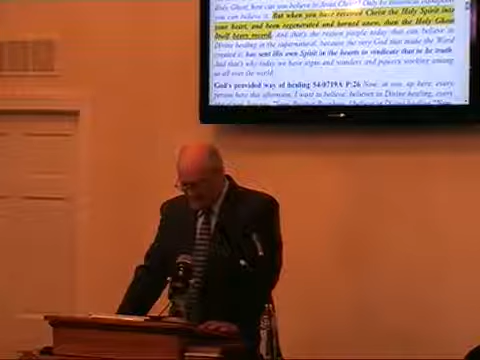 Holy Ghost, how can you believe in Jesus Christ? Only by historical
you can believe it. But when you have received Christ the Holy Spirit into
your heart, and been regenerated and borned anew, then the Holy Ghost
itself bears record, and that's the reason people today that can believe in
Divine healing in the supernatural, because the very God that made the Word
created it, has sent His own Spirit in the hearts to vindicate that to be truth.
And that's why today we have signs and wonders and powers working among
us all over the world.
God's provided way of healing 54-0719A P:26 Now, at one, up here, every
person here this afternoon, I want to believe, believers in Divine healing, every